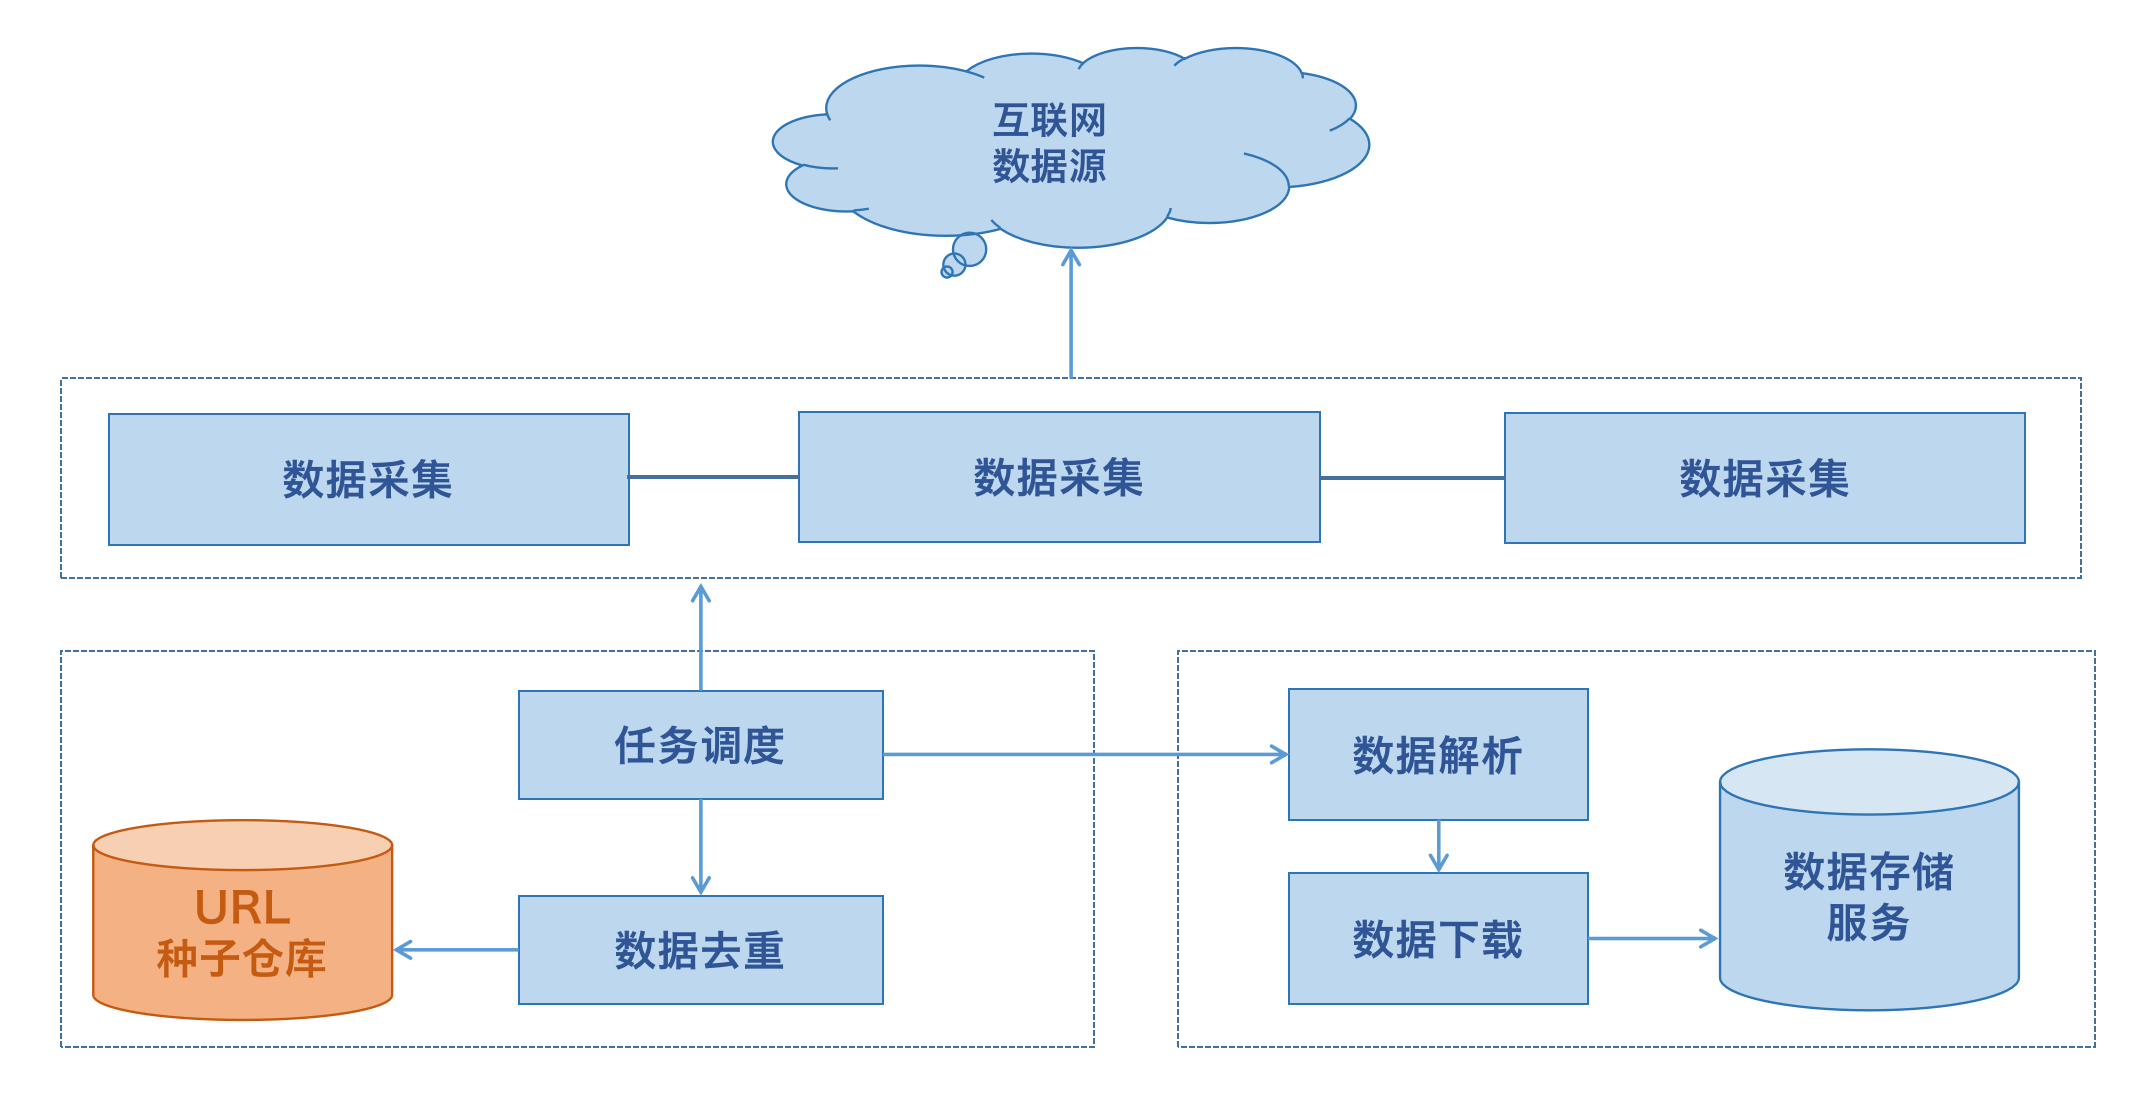 互联网
数据源
数据采集
数据采集
数据采集
任务调度
数据解析
URL
种子仓库
数据去重
数据下载
数据存储
服务